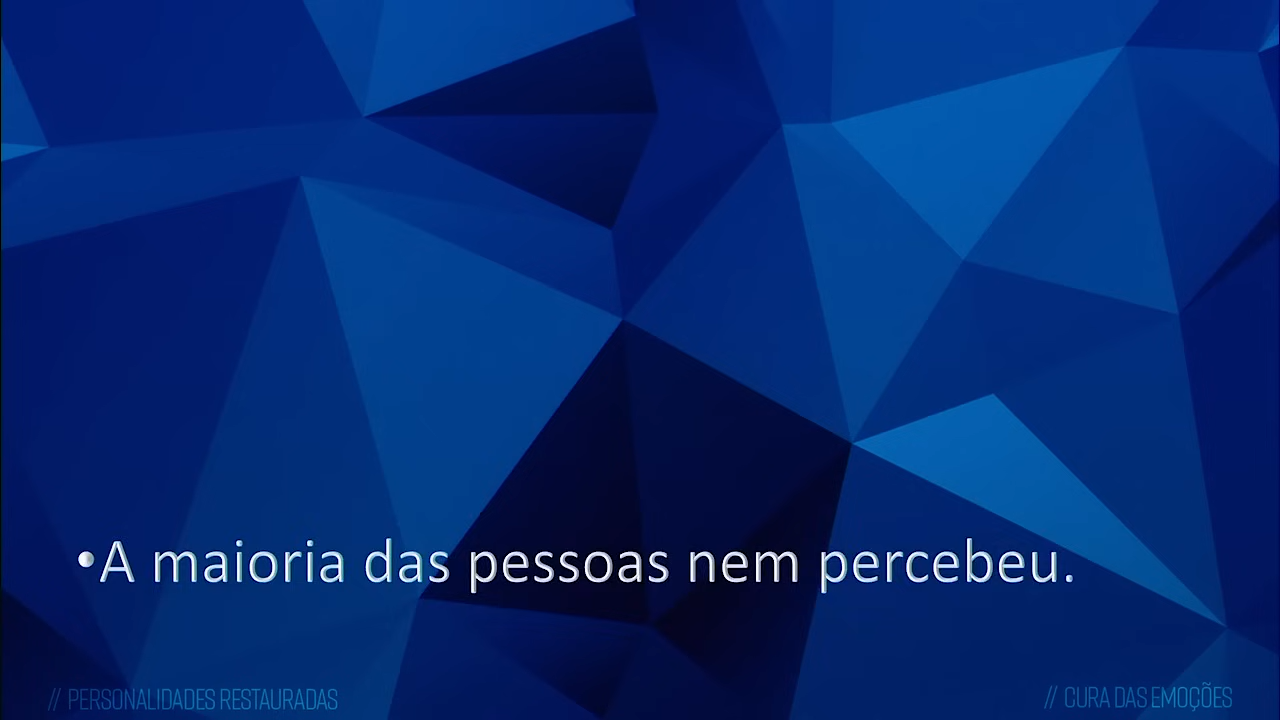 •A maioria das pessoas nem percebeu.
// PERSONALIDADES RESTAURADAS
// CURA DAS EMOÇÕES